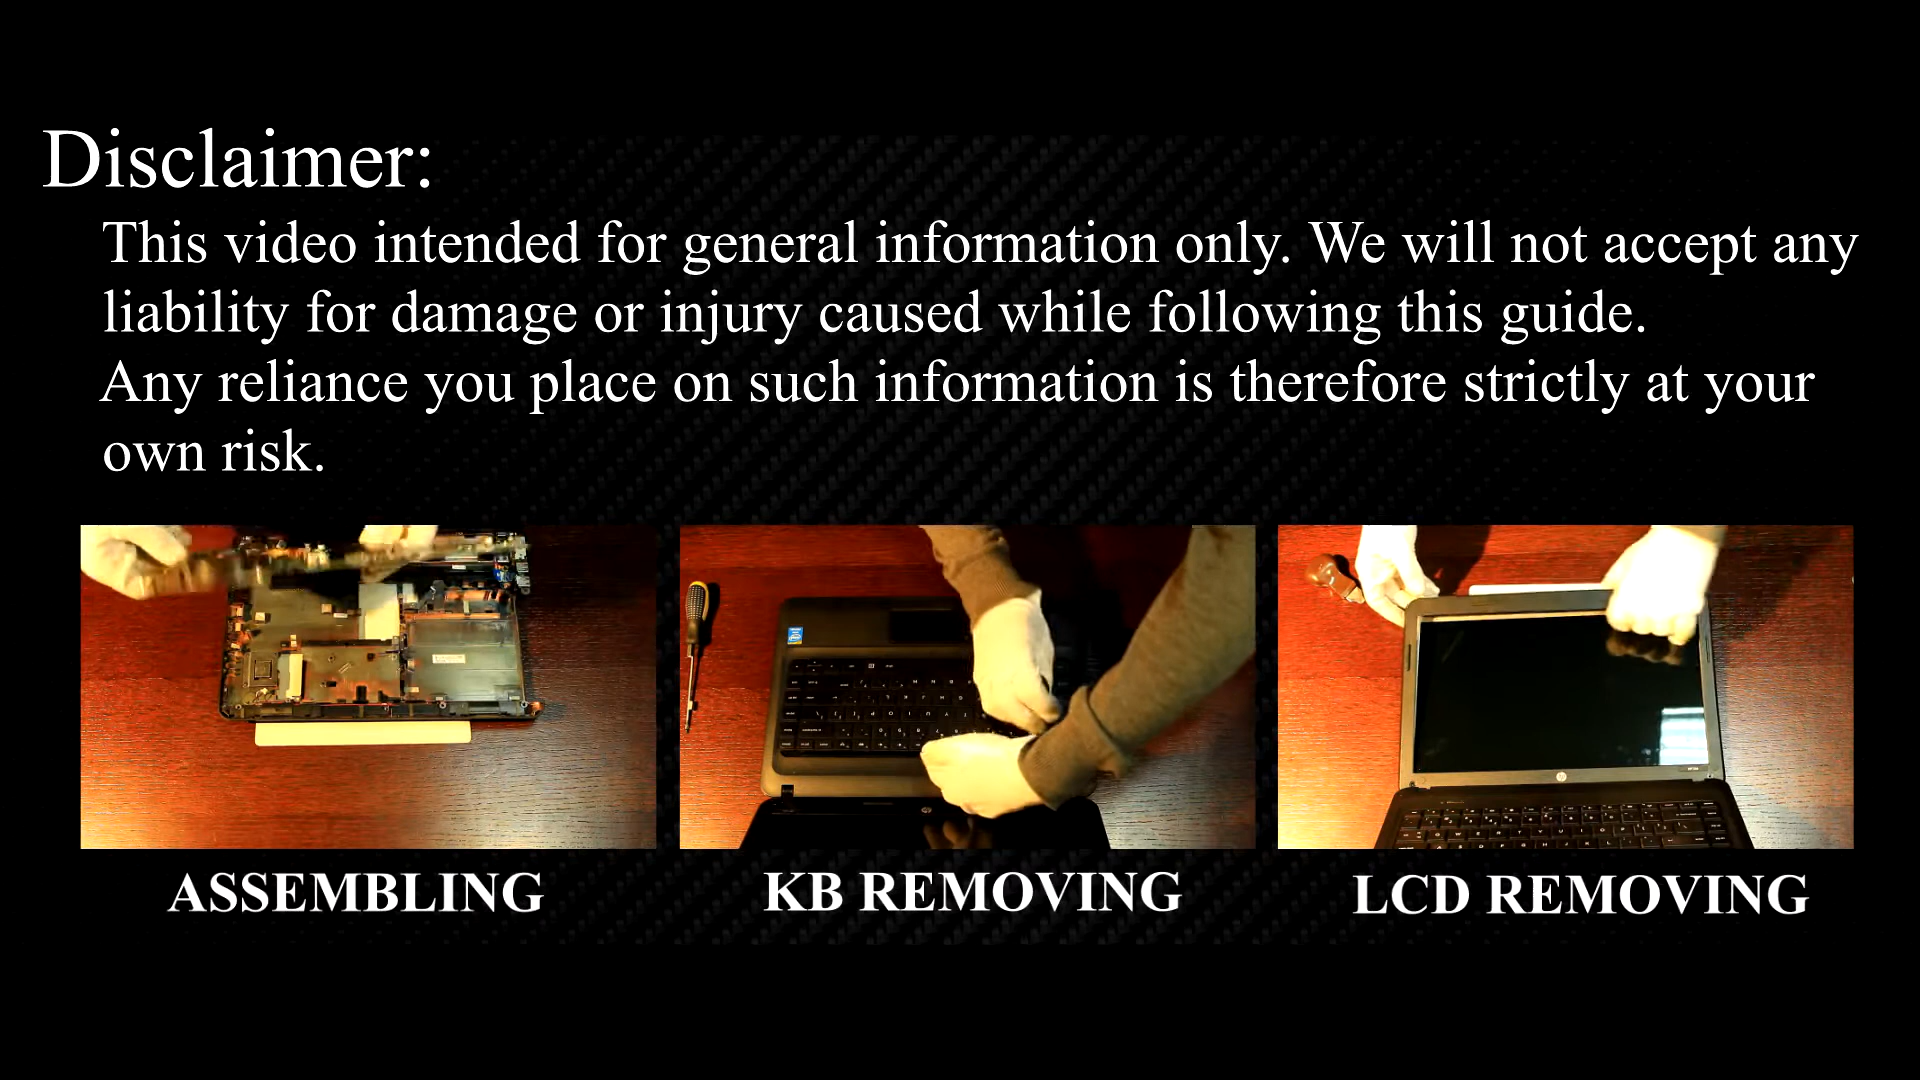 Disclaimer:
This video intended for general information only. We will not accept any
liability for damage or injury caused while following this guide.
Any reliance you place on such information is therefore strictly at your
own risk.
ASSEMBLING
KB REMOVING
LCD REMOVING